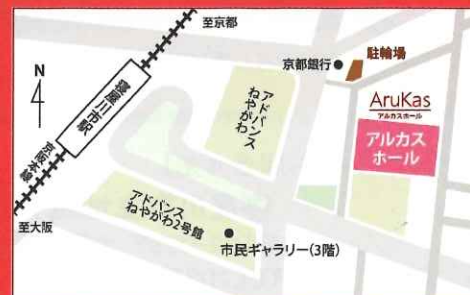 至京都
京都銀行
駐輪場
N
寝屋川市駅
アドバンス
ねやがわ
AruKas
アルカスホール
アルカス
ホール
京阪本線
アドバンス
ねやがわ2号館
至大阪
市民ギャラリー(3階)